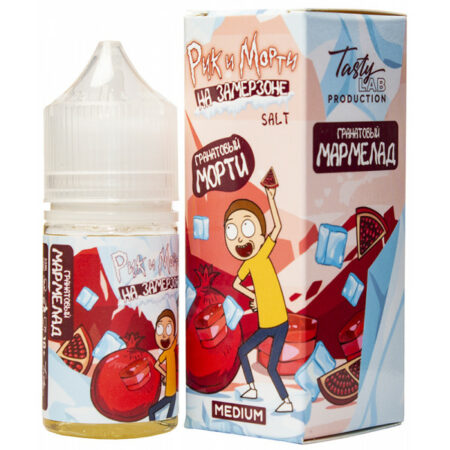 Рик и Морти
на замерзоне
SALT
Гранатовый
Морти
MEDIUM
Tasty
LAB
PRODUCTION
Гранатовый
Мармелад
Рик и Морти
на замерзоне
Гранатовый
Мармелад